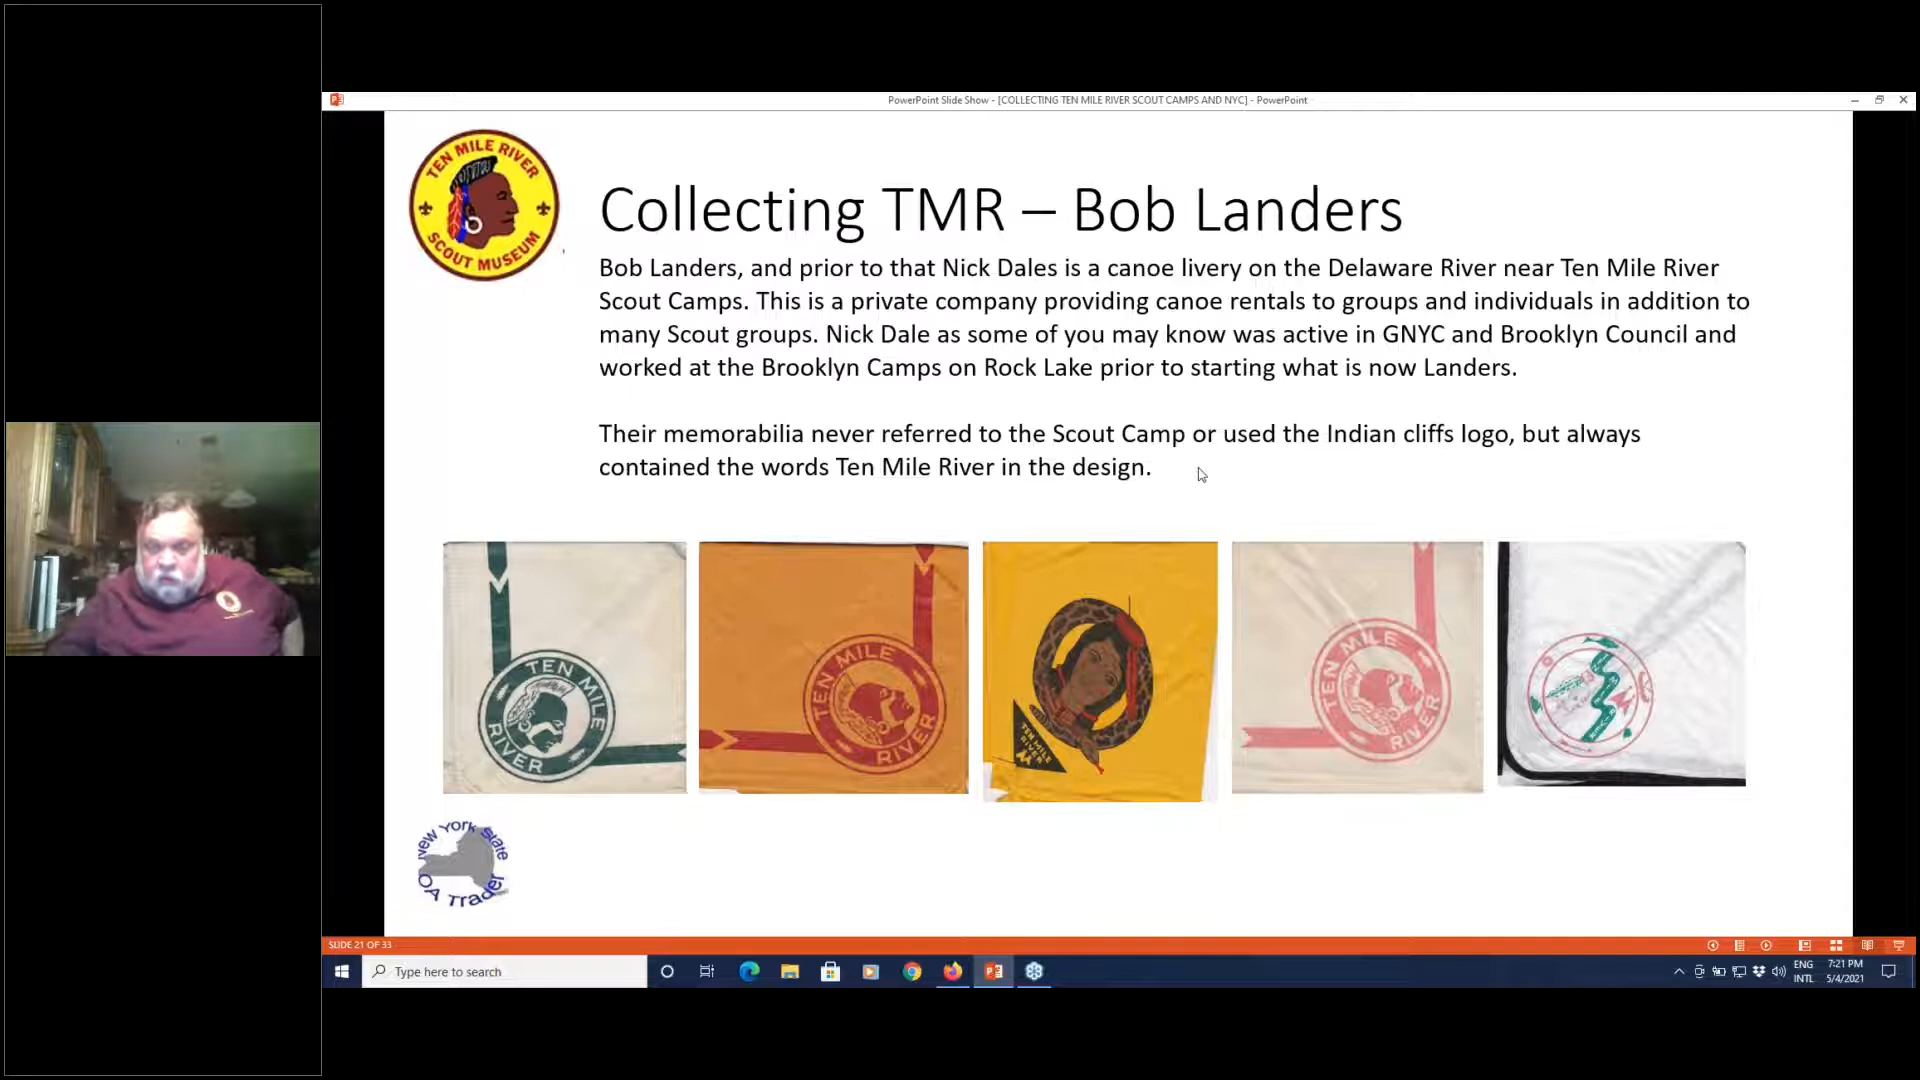 PowerPoint Slide Show - [COLLECTING TEN MILE RIVER SCOUT CAMPS AND NYC] - PowerPoint
TEN MILE RIVER
SCOUT MUSEUM
Collecting TMR – Bob Landers
Bob Landers, and prior to that Nick Dales is a canoe livery on the Delaware River near Ten Mile River
Scout Camps. This is a private company providing canoe rentals to groups and individuals in addition to
many Scout groups. Nick Dale as some of you may know was active in GNYC and Brooklyn Council and
worked at the Brooklyn Camps on Rock Lake prior to starting what is now Landers.
Their memorabilia never referred to the Scout Camp or used the Indian cliffs logo, but always
contained the words Ten Mile River in the design.
TEN MILE
RIVER
TEN MILE
RIVER
TEN MILE
RIVER
TEN MILE
RIVER
New York State
OA Trader
SLIDE 21 OF 33
Type here to search
ENG
INTL
7:21 PM
5/4/2021